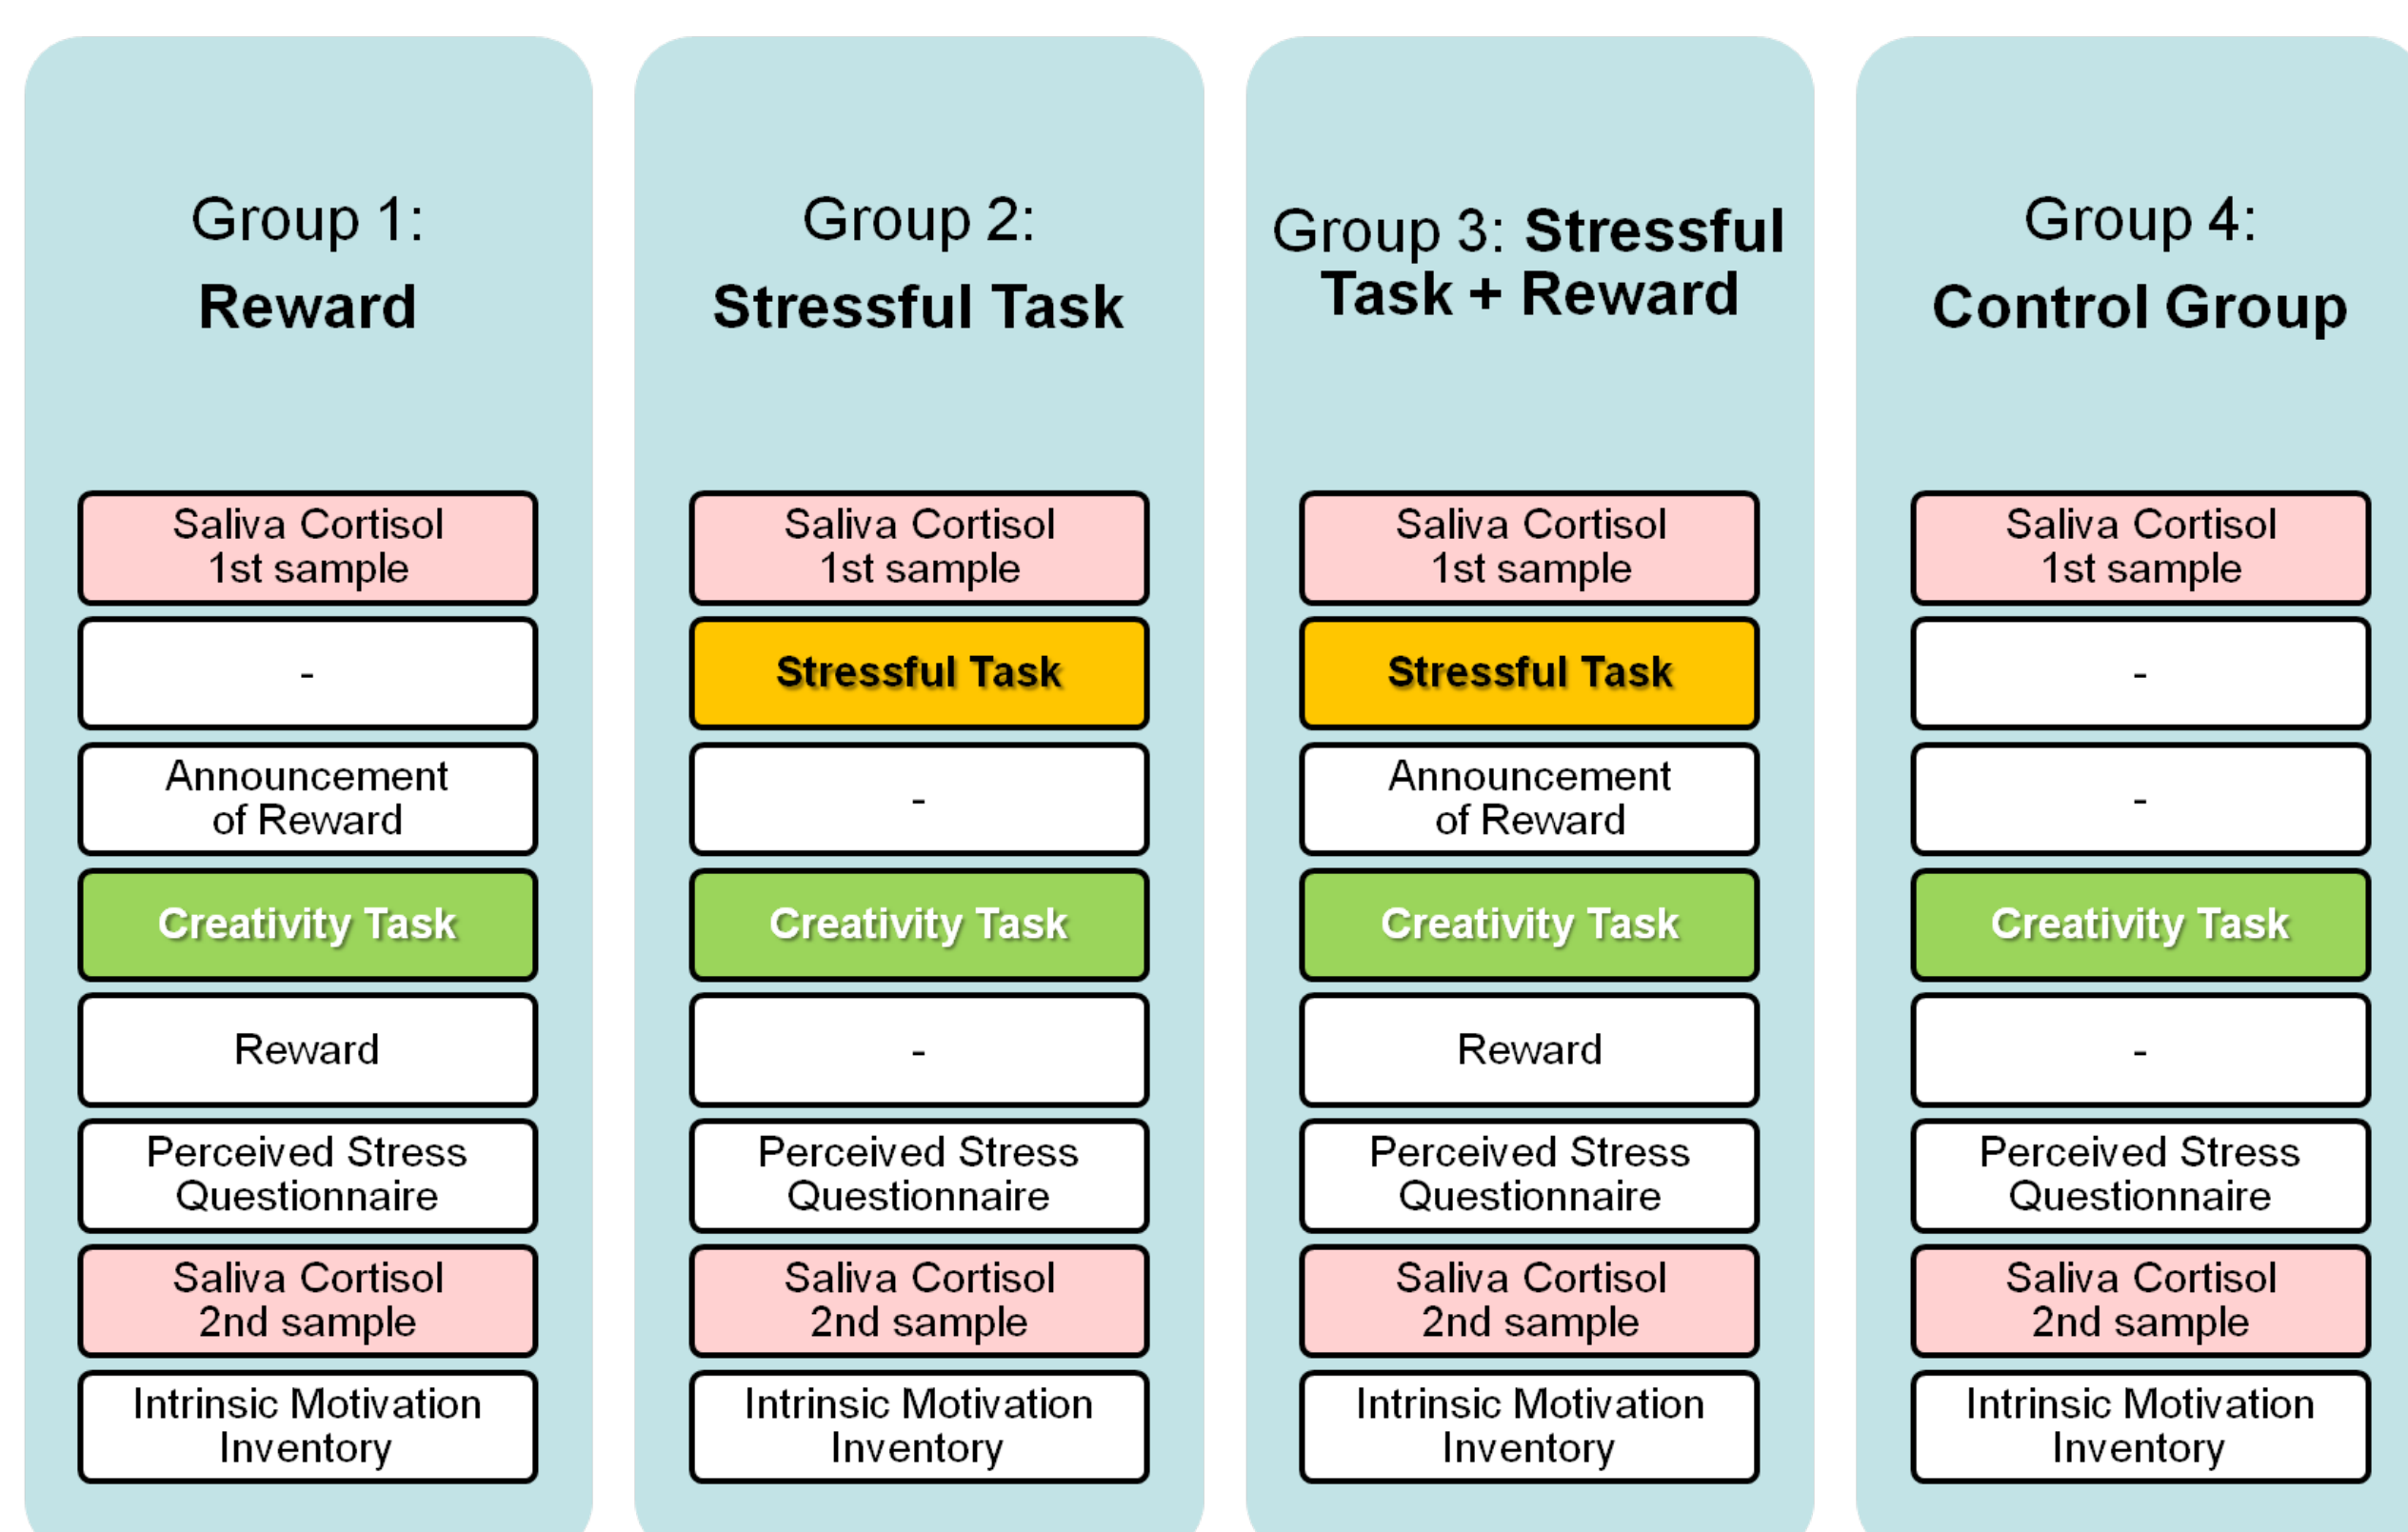 Group 1:
Reward
Saliva Cortisol
1st sample
-
Announcement
of Reward
Creativity Task
Reward
Perceived Stress
Questionnaire
Saliva Cortisol
2nd sample
Intrinsic Motivation
Inventory
Group 2:
Stressful Task
Saliva Cortisol
1st sample
Stressful Task
-
Creativity Task
-
Perceived Stress
Questionnaire
Saliva Cortisol
2nd sample
Intrinsic Motivation
Inventory
Group 3: Stressful
Task + Reward
Saliva Cortisol
1st sample
Stressful Task
Announcement
of Reward
Creativity Task
Reward
Perceived Stress
Questionnaire
Saliva Cortisol
2nd sample
Intrinsic Motivation
Inventory
Group 4:
Control Group
Saliva Cortisol
1st sample
-
-
Creativity Task
-
Perceived Stress
Questionnaire
Saliva Cortisol
2nd sample
Intrinsic Motivation
Inventory